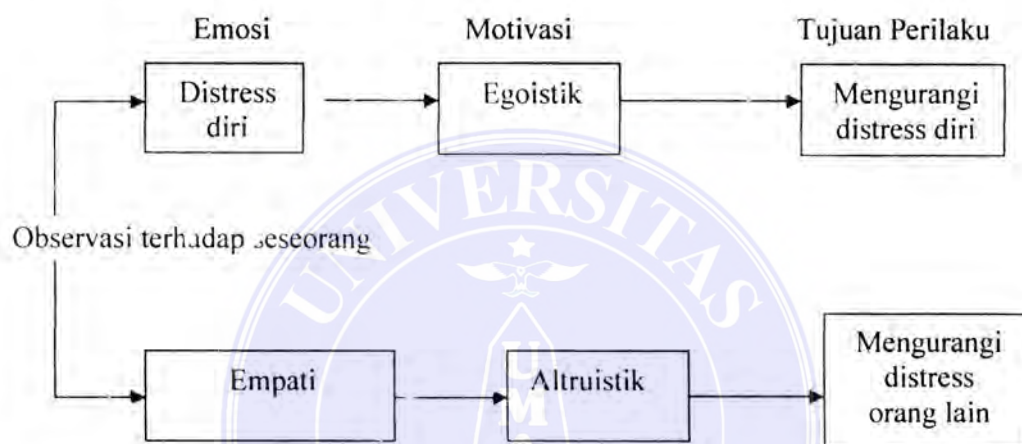 Emosi Motivasi Tujuan Perilaku
Distress
diri
Egoistik
Mengurangi
distress diri
Observasi terhadap seseorang
UNIVERSITAS
Empati
Altruistik
Mengurangi
distress
orang lain
U
M